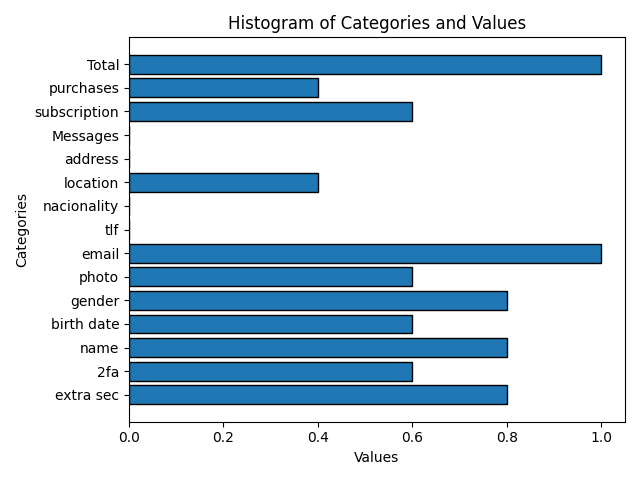 Histogram of Categories and Values
Total
purchases
subscription
Messages
address
location
nacionality
tlf
email
photo
gender
birth date
name
2fa
extra sec
Categories
0.0 0.2 0.4 0.6 0.8 1.0
Values